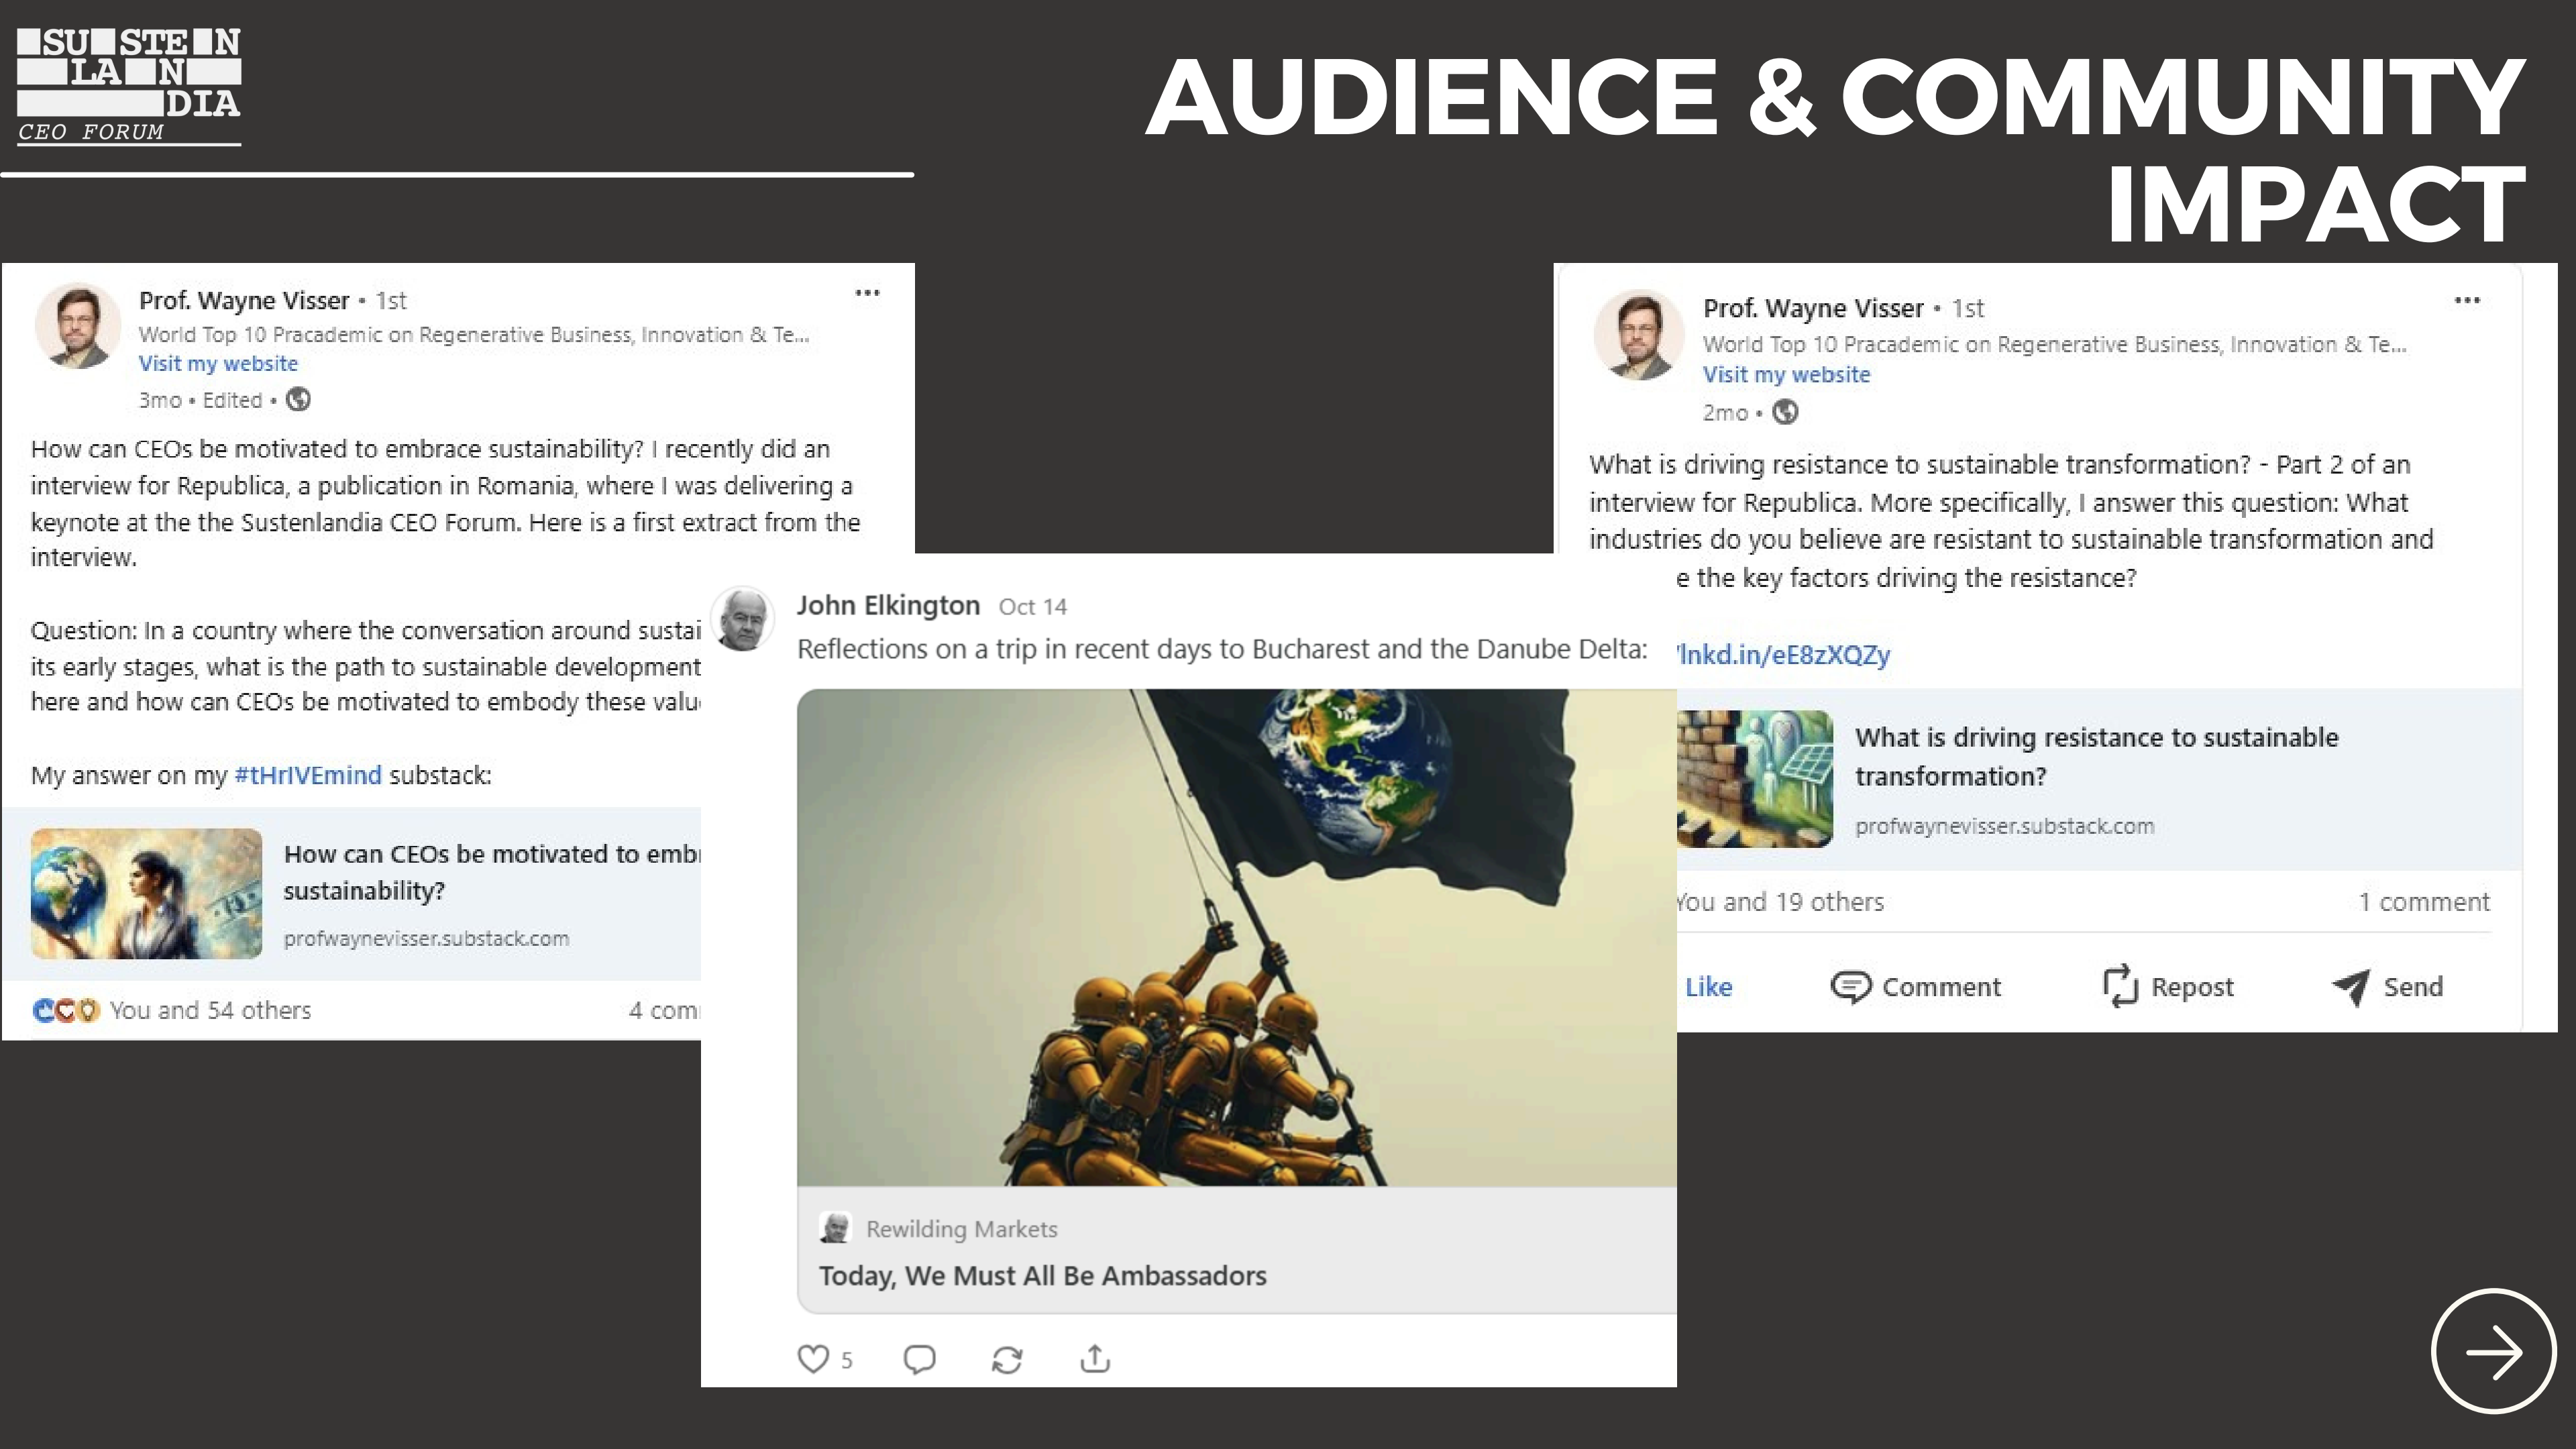 SU STE N
LA N
DIA
CEO FORUM
AUDIENCE & COMMUNITY
IMPACT
Prof. Wayne Visser • 1st
World Top 10 Pracademic on Regenerative Business, Innovation & Te...
Visit my website
3mo • Edited •
How can CEOs be motivated to embrace sustainability? I recently did an
interview for Republica, a publication in Romania, where I was delivering a
keynote at the the Sustenlandia CEO Forum. Here is a first extract from the
interview.
Question: In a country where the conversation around sustai
its early stages, what is the path to sustainable development
here and how can CEOs be motivated to embody these valu
My answer on my #tHrIVEmind substack:
How can CEOs be motivated to emb
sustainability?
profwaynevisser.substack.com
You and 54 others
4 com
John Elkington Oct 14
Reflections on a trip in recent days to Bucharest and the Danube Delta:
Rewilding Markets
Today, We Must All Be Ambassadors
5
Prof. Wayne Visser • 1st
World Top 10 Pracademic on Regenerative Business, Innovation & Te...
Visit my website
2mo •
What is driving resistance to sustainable transformation? - Part 2 of an
interview for Republica. More specifically, I answer this question: What
industries do you believe are resistant to sustainable transformation and
e the key factors driving the resistance?
/lnkd.in/eE8zXQZy
What is driving resistance to sustainable
transformation?
profwaynevisser.substack.com
You and 19 others
1 comment
Like Comment Repost Send